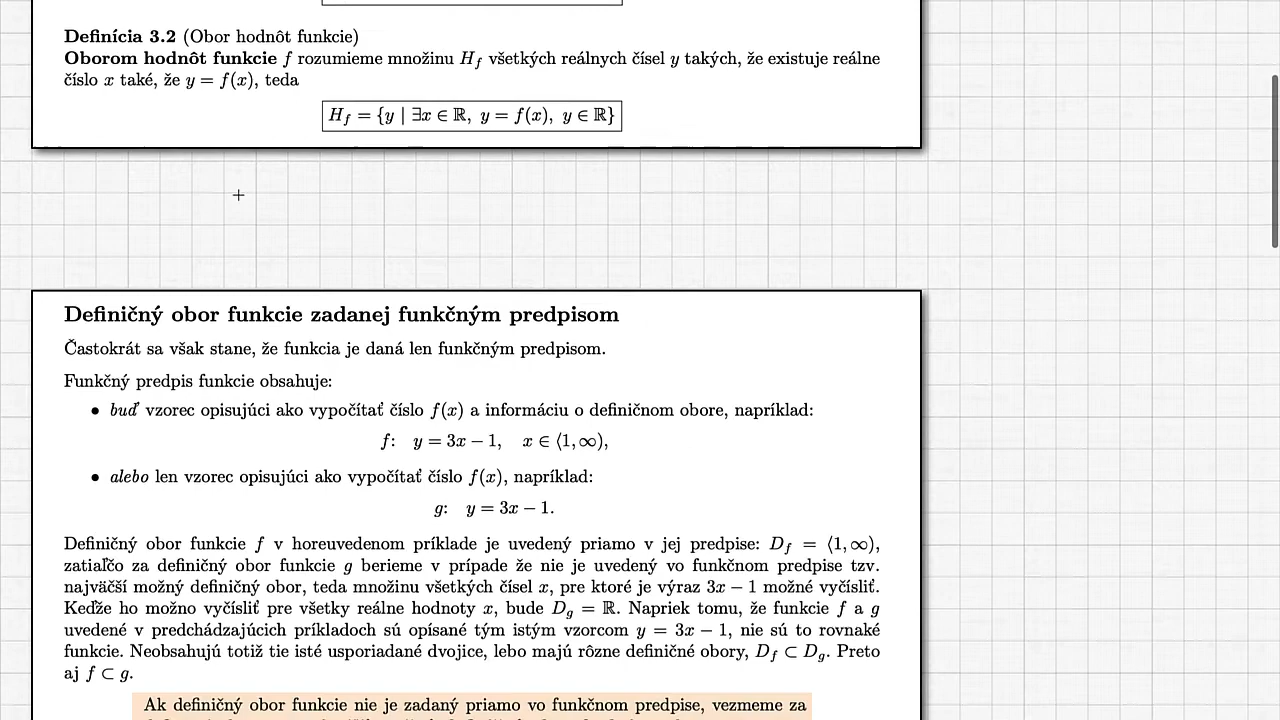 Definícia 3.2 (Obor hodnôt funkcie)
Oborom hodnôt funkcie f rozumieme množinu H_f všetkých reálnych čísel y takých, že existuje reálne
číslo x také, že y = f(x), teda
H_f = {y | ∃x ∈ ℝ, y = f(x), y ∈ ℝ}
Definičný obor funkcie zadanej funkčným predpisom
Častokrát sa však stane, že funkcia je daná len funkčným predpisom.
Funkčný predpis funkcie obsahuje:
• buď vzorec opisujúci ako vypočítať číslo f(x) a informáciu o definičnom obore, napríklad:
f: y = 3x − 1, x ∈ ⟨1, ∞),
• alebo len vzorec opisujúci ako vypočítať číslo f(x), napríklad:
g: y = 3x − 1.
Definičný obor funkcie f v horeuvedenom príklade je uvedený priamo v jej predpise: D_f = ⟨1, ∞),
zatiaľčo za definičný obor funkcie g berieme v prípade že nie je uvedený vo funkčnom predpise tzv.
najväčší možný definičný obor, teda množinu všetkých čísel x, pre ktoré je výraz 3x − 1 možné vyčísliť.
Keďže ho možno vyčísliť pre všetky reálne hodnoty x, bude D_g = ℝ. Napriek tomu, že funkcie f a g
uvedené v predchádzajúcich príkladoch sú opísané tým istým vzorcom y = 3x − 1, nie sú to rovnaké
funkcie. Neobsahujú totiž tie isté usporiadané dvojice, lebo majú rôzne definičné obory, D_f ⊂ D_g. Preto
aj f ⊂ g.
Ak definičný obor funkcie nie je zadaný priamo vo funkčnom predpise, vezmeme za